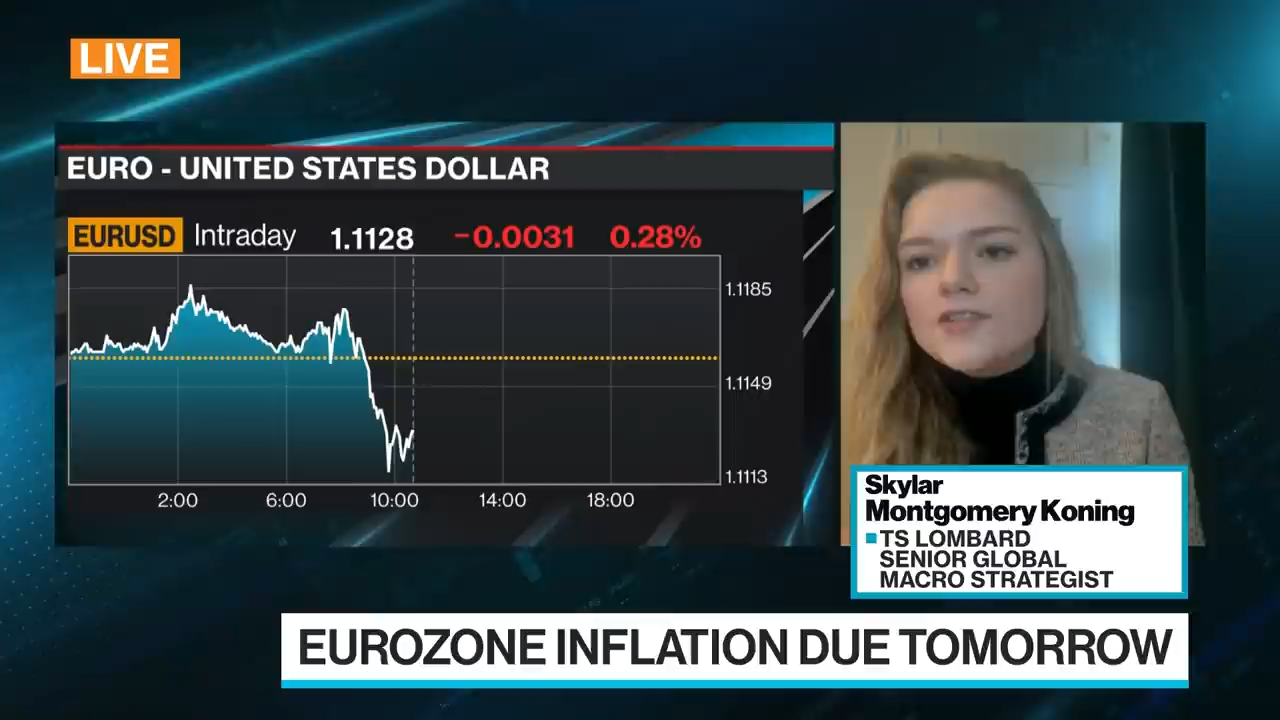 LIVE
EURO - UNITED STATES DOLLAR
EURUSD Intraday 1.1128 -0.0031 0.28%
1.1185
1.1149
1.1113
2:00 6:00 10:00 14:00 18:00
Skylar
Montgomery Koning
TS LOMBARD
SENIOR GLOBAL
MACRO STRATEGIST
EUROZONE INFLATION DUE TOMORROW